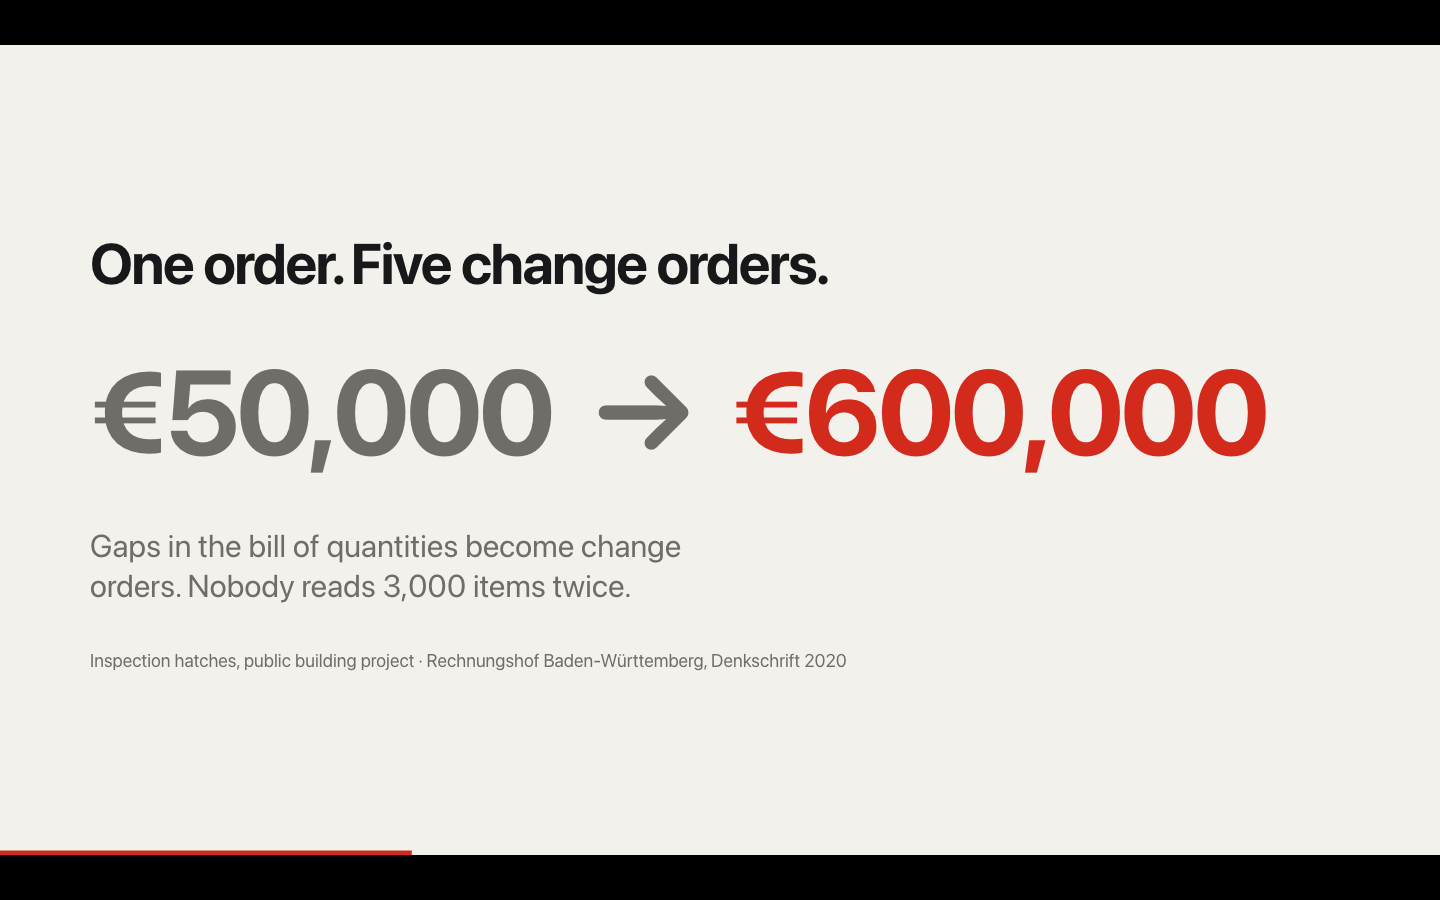 One order. Five change orders.
€50,000 → €600,000
Gaps in the bill of quantities become change
orders. Nobody reads 3,000 items twice.
Inspection hatches, public building project · Rechnungshof Baden-Württemberg, Denkschrift 2020